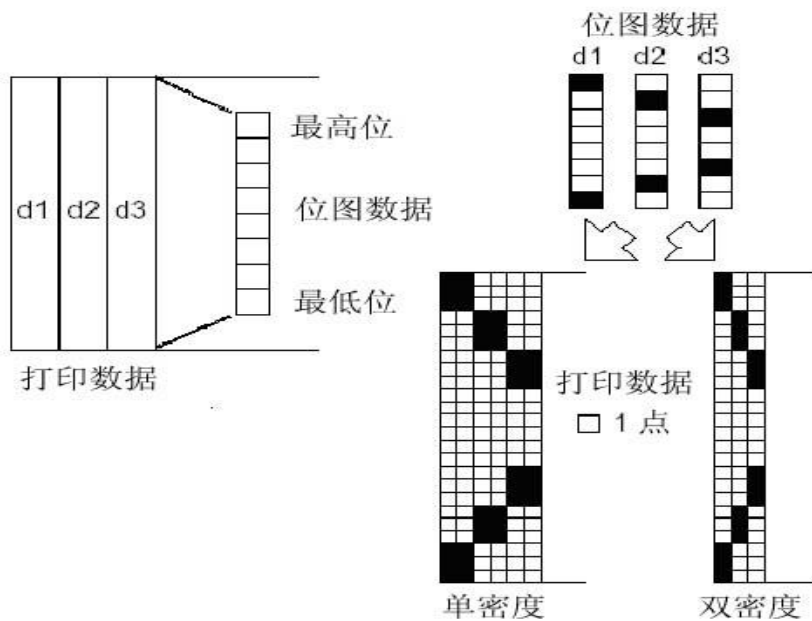 位图数据
d1 d2 d3
最高位
d1 d2 d3
位图数据
最低位
打印数据
打印数据
1 点
单密度
双密度